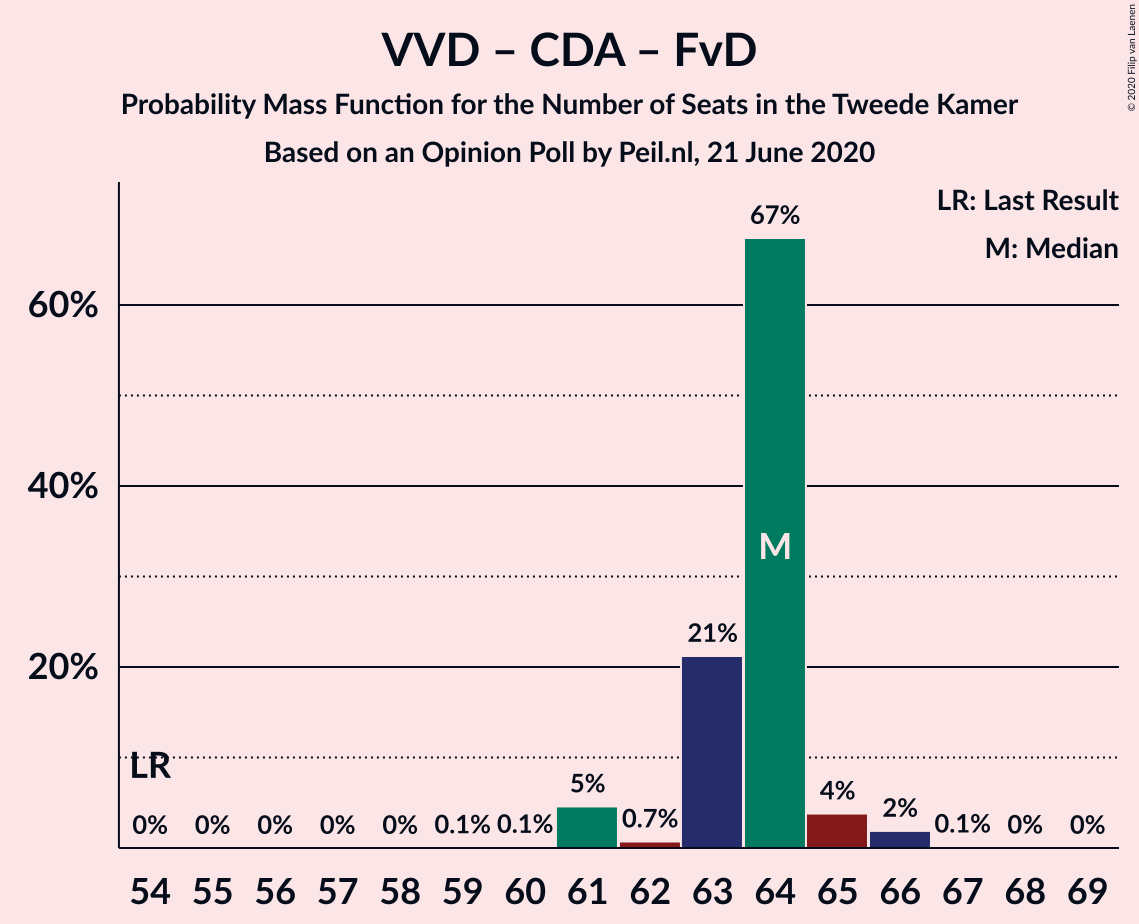 VVD – CDA – FvD
Probability Mass Function for the Number of Seats in the Tweede Kamer
Based on an Opinion Poll by Peil.nl, 21 June 2020
© 2020 Filip van Laenen
LR: Last Result
M: Median
67%
60%
40%
M
21%
20%
LR
0% 0% 0% 0% 0% 0.1% 0.1% 5% 0.7% 4% 2% 0.1% 0% 0%
54 55 56 57 58 59 60 61 62 63 64 65 66 67 68 69